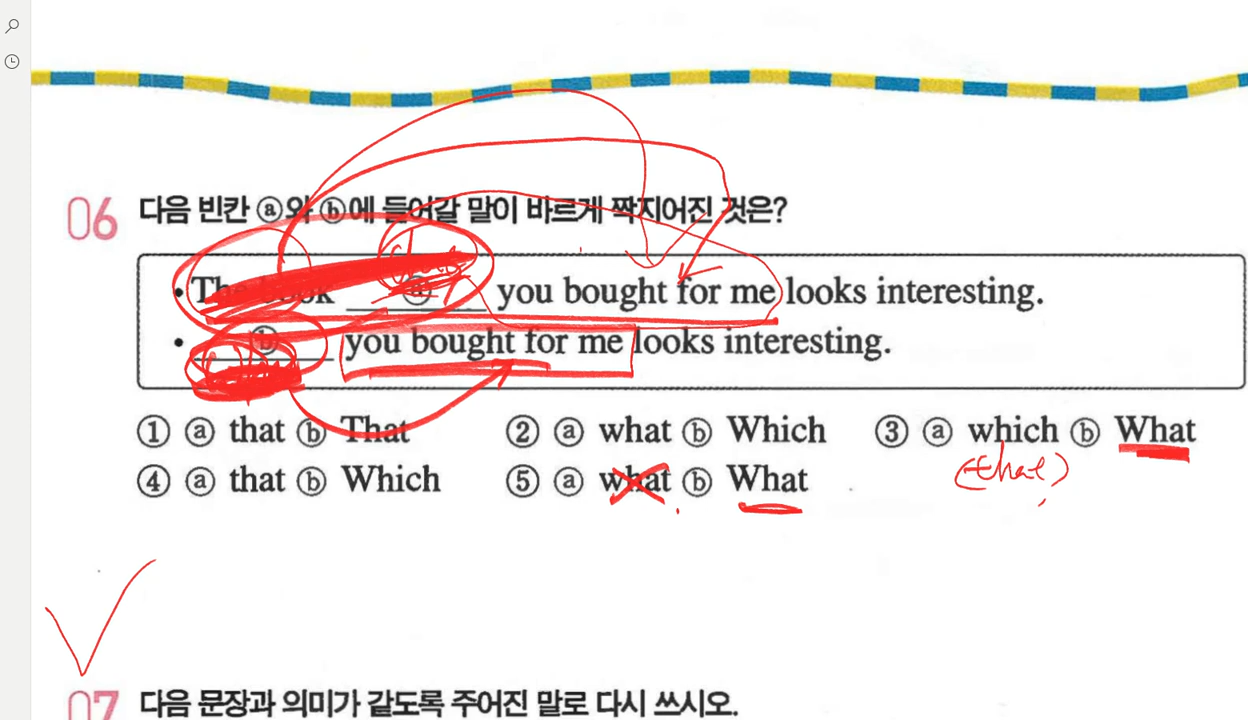 06 다음 빈칸 ⓐ와 ⓑ에 들어갈 말이 바르게 짝지어진 것은?
• The book ⓐ you bought for me looks interesting.
• ⓑ you bought for me looks interesting.
① ⓐ that ⓑ That ② ⓐ what ⓑ Which ③ ⓐ which ⓑ What
(that)
④ ⓐ that ⓑ Which ⑤ ⓐ what ⓑ What
07 다음 문장과 의미가 같도록 주어진 말로 다시 쓰시오.